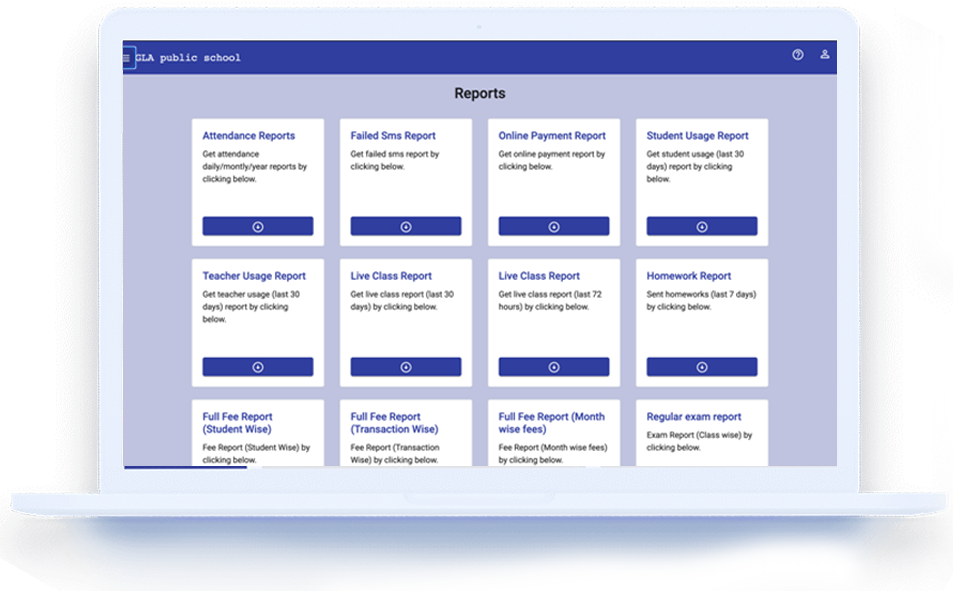 GLA public school
Reports
Attendance Reports
Get attendance
daily/montly/year reports by
clicking below.
Failed Sms Report
Get failed sms report by
clicking below.
Online Payment Report
Get online payment report by
clicking below.
Student Usage Report
Get student usage (last 30
days) report by clicking
below.
Teacher Usage Report
Get teacher usage (last 30
days) report by clicking
below.
Live Class Report
Get live class report (last 30
days) by clicking below.
Live Class Report
Get live class report (last 72
hours) by clicking below.
Homework Report
Sent homeworks (last 7 days)
by clicking below.
Full Fee Report
(Student Wise)
Fee Report (Student Wise) by
clicking below.
Full Fee Report
(Transaction Wise)
Fee Report (Transaction
Wise) by clicking below.
Full Fee Report (Month
wise fees)
Fee Report (Month wise fees)
by clicking below.
Regular exam report
Exam Report (Class wise) by
clicking below.